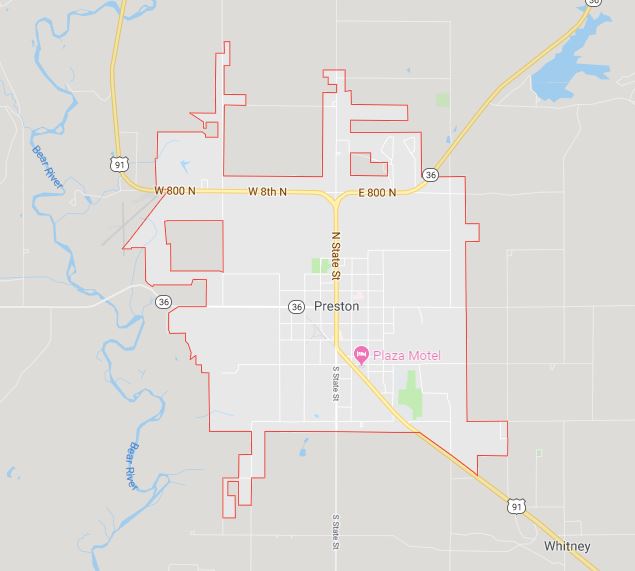 36
Bear River
91
36
W 800 N
W 8th N
E 800 N
N State St
36
36
Preston
Plaza Motel
S State St
Bear River
91
S State St
Whitney